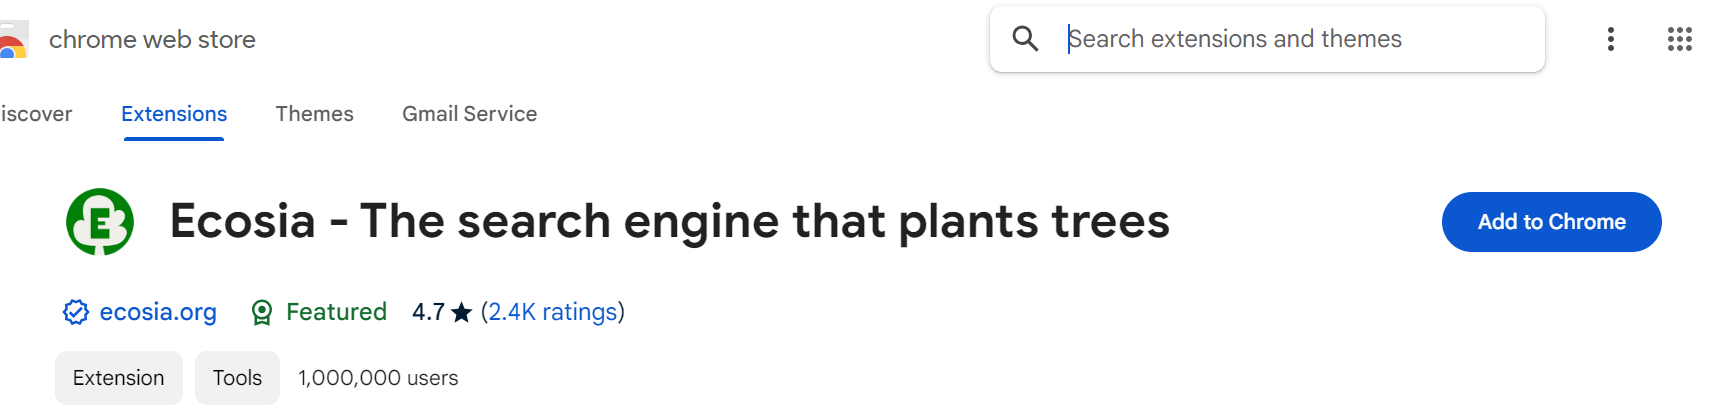 chrome web store
Search extensions and themes
iscover Extensions Themes Gmail Service
E
Ecosia - The search engine that plants trees
Add to Chrome
ecosia.org Featured 4.7★ (2.4K ratings)
Extension Tools 1,000,000 users